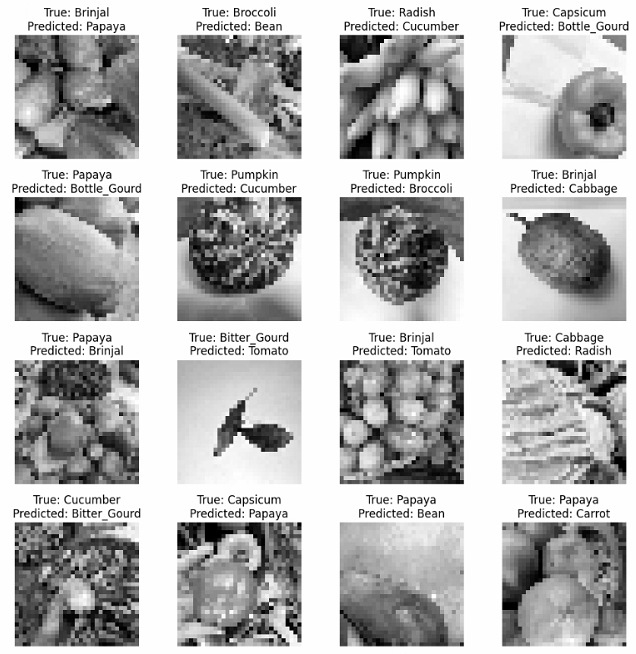 True: Brinjal
Predicted: Papaya
True: Broccoli
Predicted: Bean
True: Radish
Predicted: Cucumber
True: Capsicum
Predicted: Bottle_Gourd
True: Papaya
Predicted: Bottle_Gourd
True: Pumpkin
Predicted: Cucumber
True: Pumpkin
Predicted: Broccoli
True: Brinjal
Predicted: Cabbage
True: Papaya
Predicted: Brinjal
True: Bitter_Gourd
Predicted: Tomato
True: Brinjal
Predicted: Tomato
True: Cabbage
Predicted: Radish
True: Cucumber
Predicted: Bitter_Gourd
True: Capsicum
Predicted: Papaya
True: Papaya
Predicted: Bean
True: Papaya
Predicted: Carrot